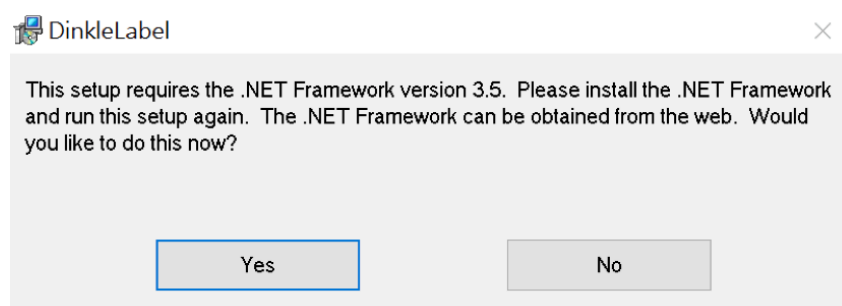 DinkleLabel
This setup requires the .NET Framework version 3.5.  Please install the .NET Framework
and run this setup again.  The .NET Framework can be obtained from the web.  Would
you like to do this now?
Yes
No